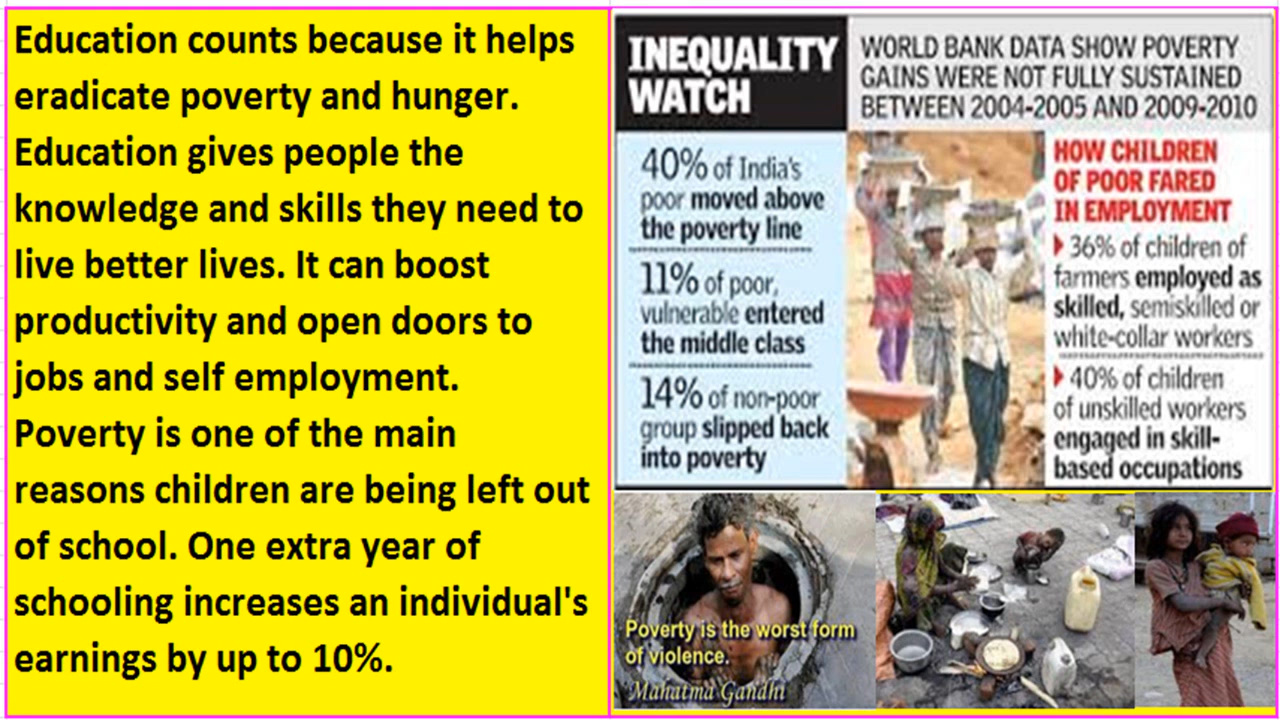 Education counts because it helps
eradicate poverty and hunger.
Education gives people the
knowledge and skills they need to
live better lives. It can boost
productivity and open doors to
jobs and self employment.
Poverty is one of the main
reasons children are being left out
of school. One extra year of
schooling increases an individual's
earnings by up to 10%.
INEQUALITY
WATCH
WORLD BANK DATA SHOW POVERTY
GAINS WERE NOT FULLY SUSTAINED
BETWEEN 2004-2005 AND 2009-2010
40% of India's
poor moved above
the poverty line
11% of poor,
vulnerable entered
the middle class
14% of non-poor
group slipped back
into poverty
HOW CHILDREN
OF POOR FARED
IN EMPLOYMENT
36% of children of
farmers employed as
skilled, semiskilled or
white-collar workers
40% of children
of unskilled workers
engaged in skill-
based occupations
Poverty is the worst form
of violence.
Mahatma Gandhi